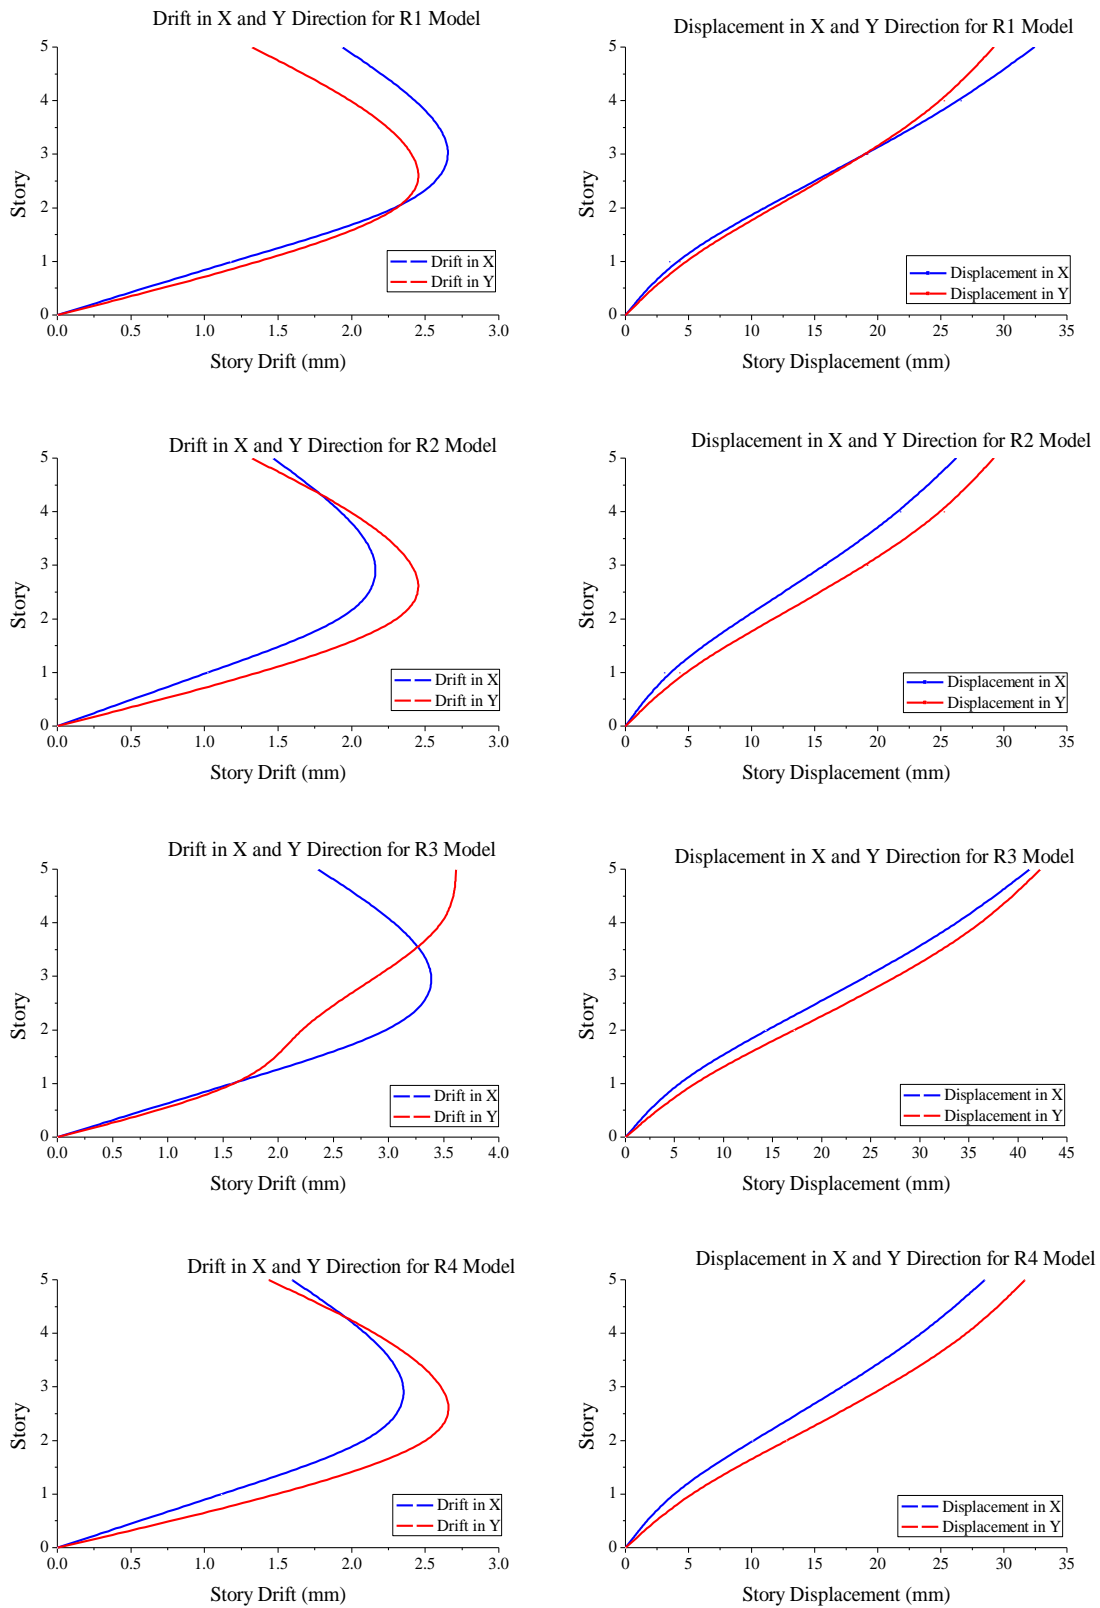 Drift in X and Y Direction for R1 Model
5
4
3
2
1
0
Story
Drift in X
Drift in Y
0.0 0.5 1.0 1.5 2.0 2.5 3.0
Story Drift (mm)
Displacement in X and Y Direction for R1 Model
5
4
3
2
1
0
Story
Displacement in X
Displacement in Y
0 5 10 15 20 25 30 35
Story Displacement (mm)
Drift in X and Y Direction for R2 Model
5
4
3
2
1
0
Story
Drift in X
Drift in Y
0.0 0.5 1.0 1.5 2.0 2.5 3.0
Story Drift (mm)
Displacement in X and Y Direction for R2 Model
5
4
3
2
1
0
Story
Displacement in X
Displacement in Y
0 5 10 15 20 25 30 35
Story Displacement (mm)
Drift in X and Y Direction for R3 Model
5
4
3
2
1
0
Story
Drift in X
Drift in Y
0.0 0.5 1.0 1.5 2.0 2.5 3.0 3.5 4.0
Story Drift (mm)
Displacement in X and Y Direction for R3 Model
5
4
3
2
1
0
Story
Displacement in X
Displacement in Y
0 5 10 15 20 25 30 35 40 45
Story Displacement (mm)
Drift in X and Y Direction for R4 Model
5
4
3
2
1
0
Story
Drift in X
Drift in Y
0.0 0.5 1.0 1.5 2.0 2.5 3.0
Story Drift (mm)
Displacement in X and Y Direction for R4 Model
5
4
3
2
1
0
Story
Displacement in X
Displacement in Y
0 5 10 15 20 25 30 35
Story Displacement (mm)